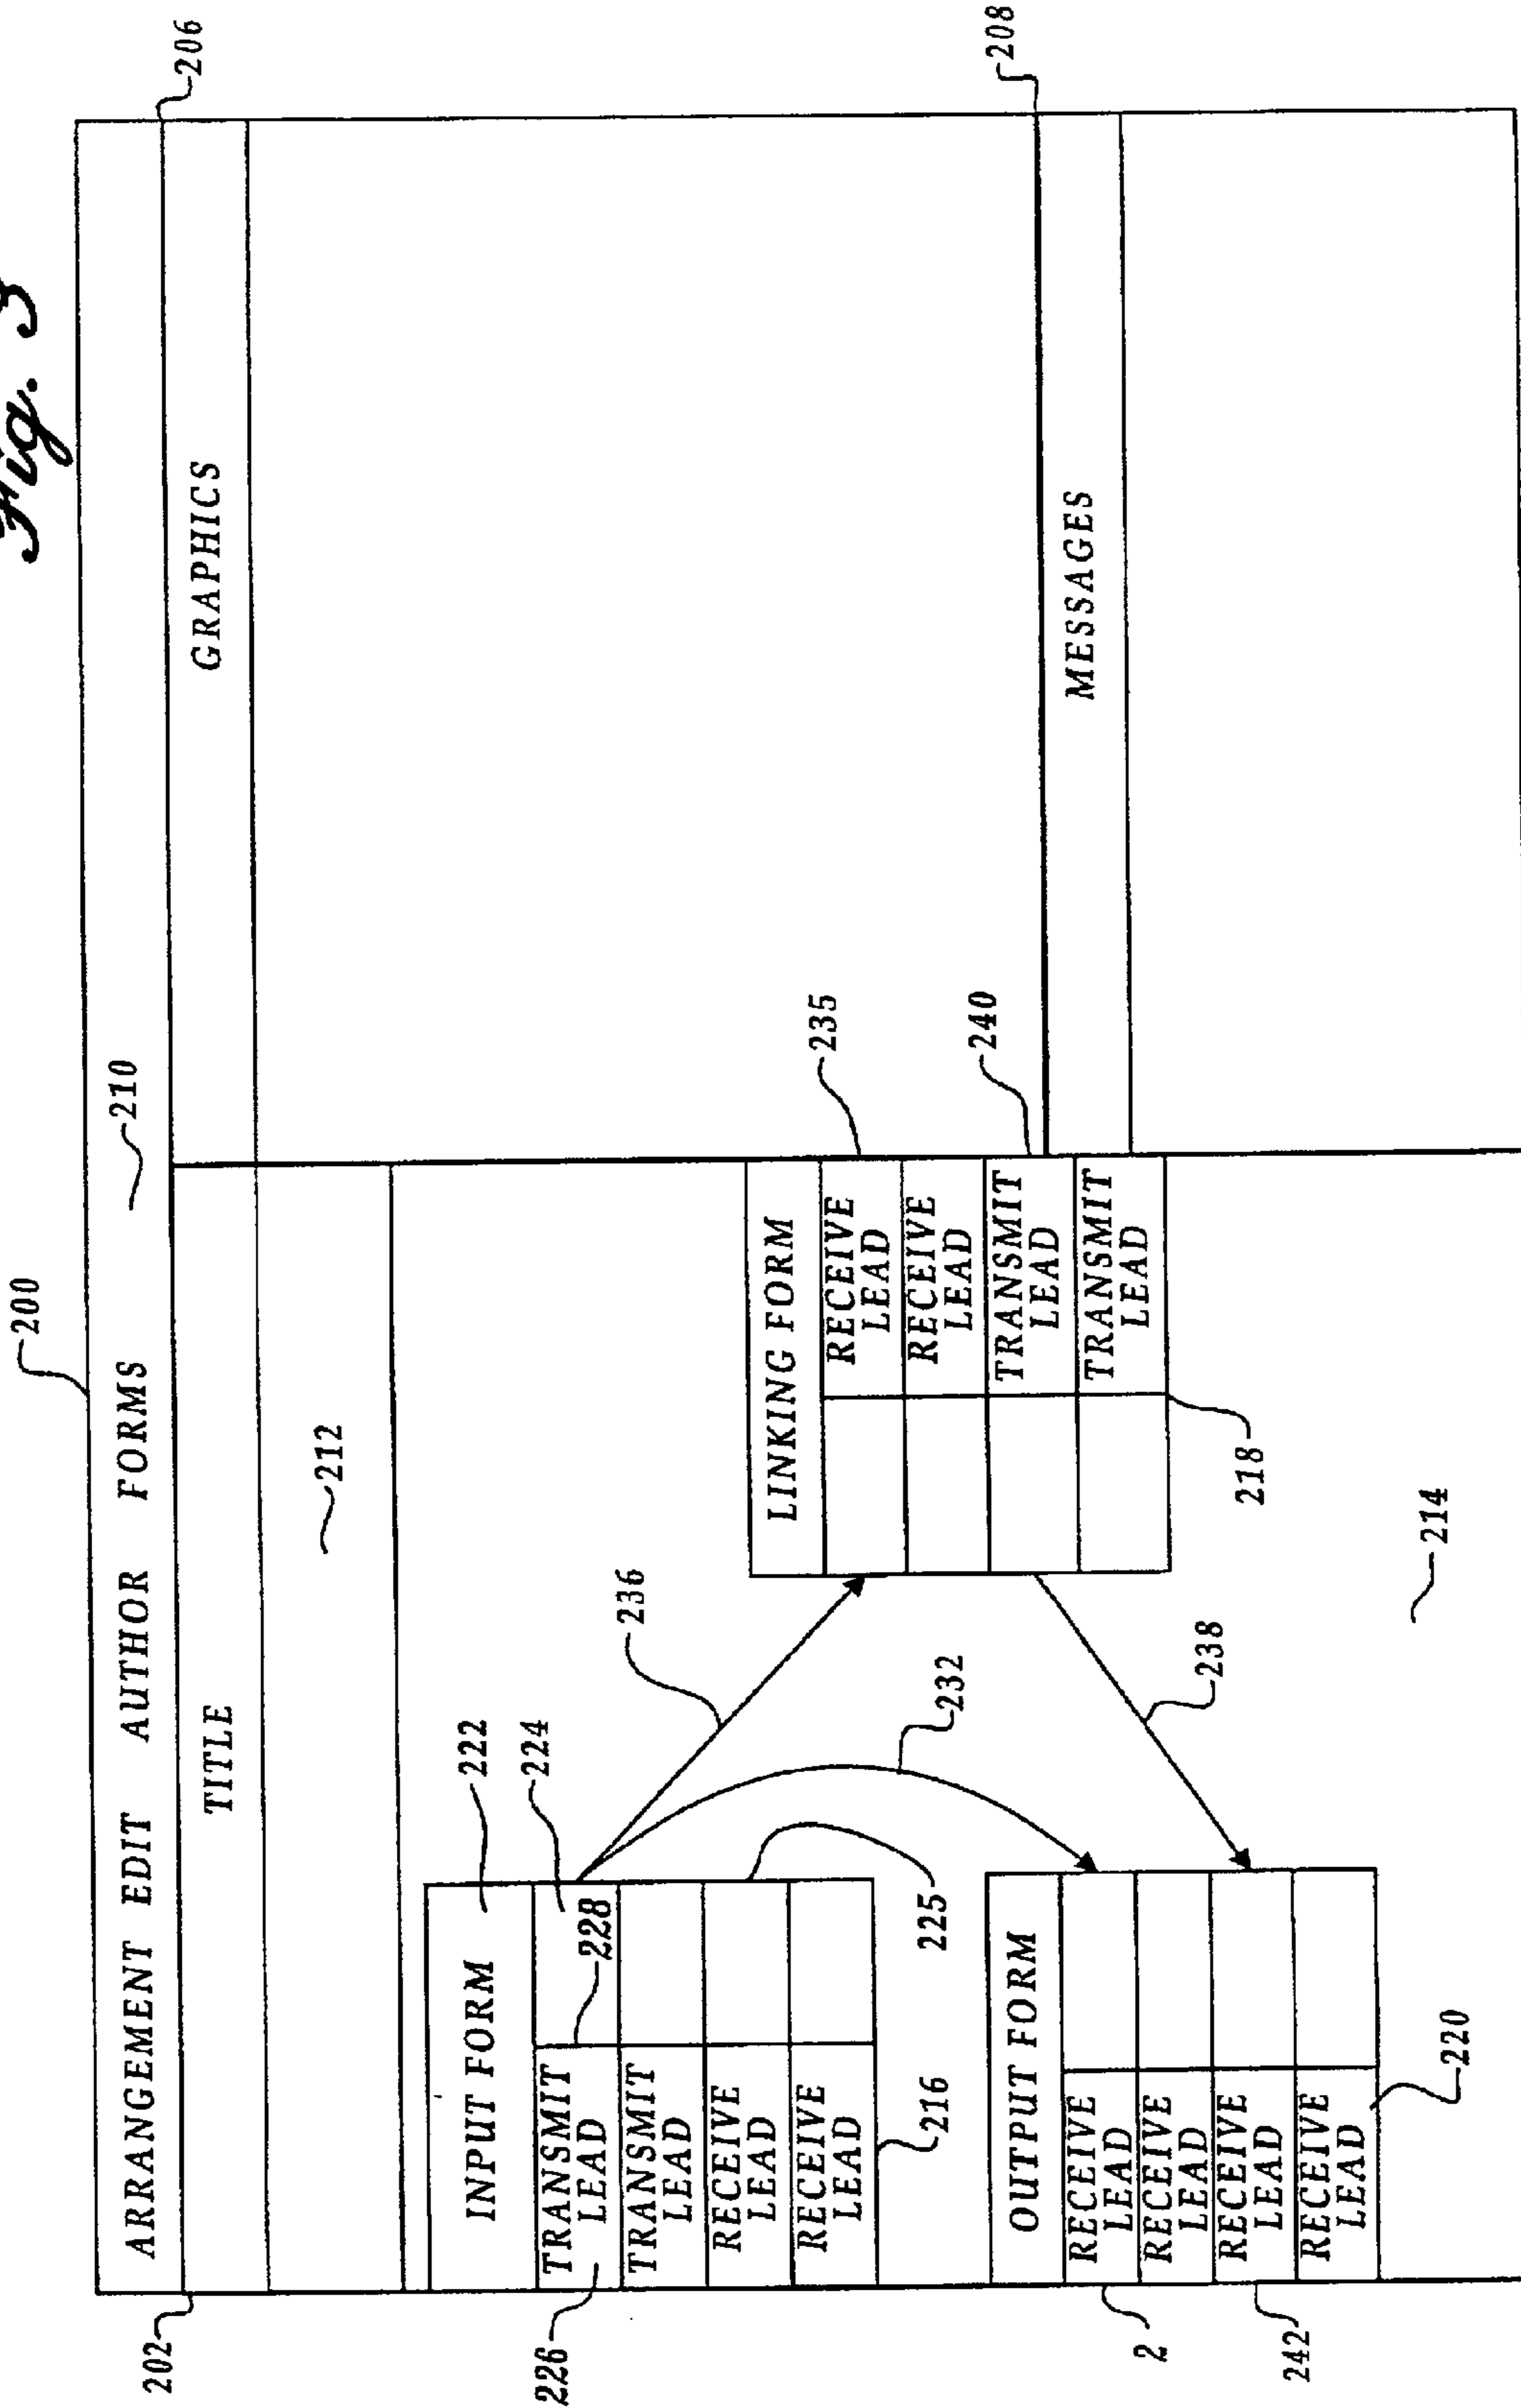 Fig. 3
200
206
ARRANGEMENT EDIT AUTHOR FORMS
210
202
TITLE
GRAPHICS
212
INPUT FORM
222
TRANSMIT
LEAD
224
228
226
TRANSMIT
LEAD
RECEIVE
LEAD
RECEIVE
LEAD
225
216
236
232
LINKING FORM
RECEIVE
LEAD
235
RECEIVE
LEAD
TRANSMIT
LEAD
240
TRANSMIT
LEAD
218
208
MESSAGES
OUTPUT FORM
RECEIVE
LEAD
2
RECEIVE
LEAD
RECEIVE
LEAD
242
RECEIVE
LEAD
220
238
214